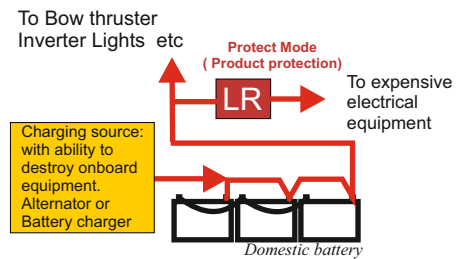 To Bow thruster
Inverter Lights  etc
Protect Mode
( Product protection)
LR
To expensive
electrical
equipment
Charging source:
with ability to
destroy onboard
equipment.
Alternator or
Battery charger
Domestic battery